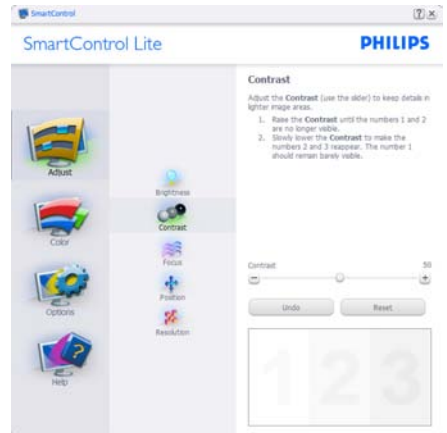 SmartControl
SmartControl Lite
PHILIPS
Adjust
Color
Options
Help
Brightness
Contrast
Focus
Position
Resolution
Contrast
Adjust the Contrast (use the slider) to keep details in
lighter image areas.
1. Raise the Contrast until the numbers 1 and 2
are no longer visible.
2. Slowly lower the Contrast to make the
numbers 2 and 3 reappear. The number 1
should remain barely visible.
Contrast 50
Undo Reset
1 2 3